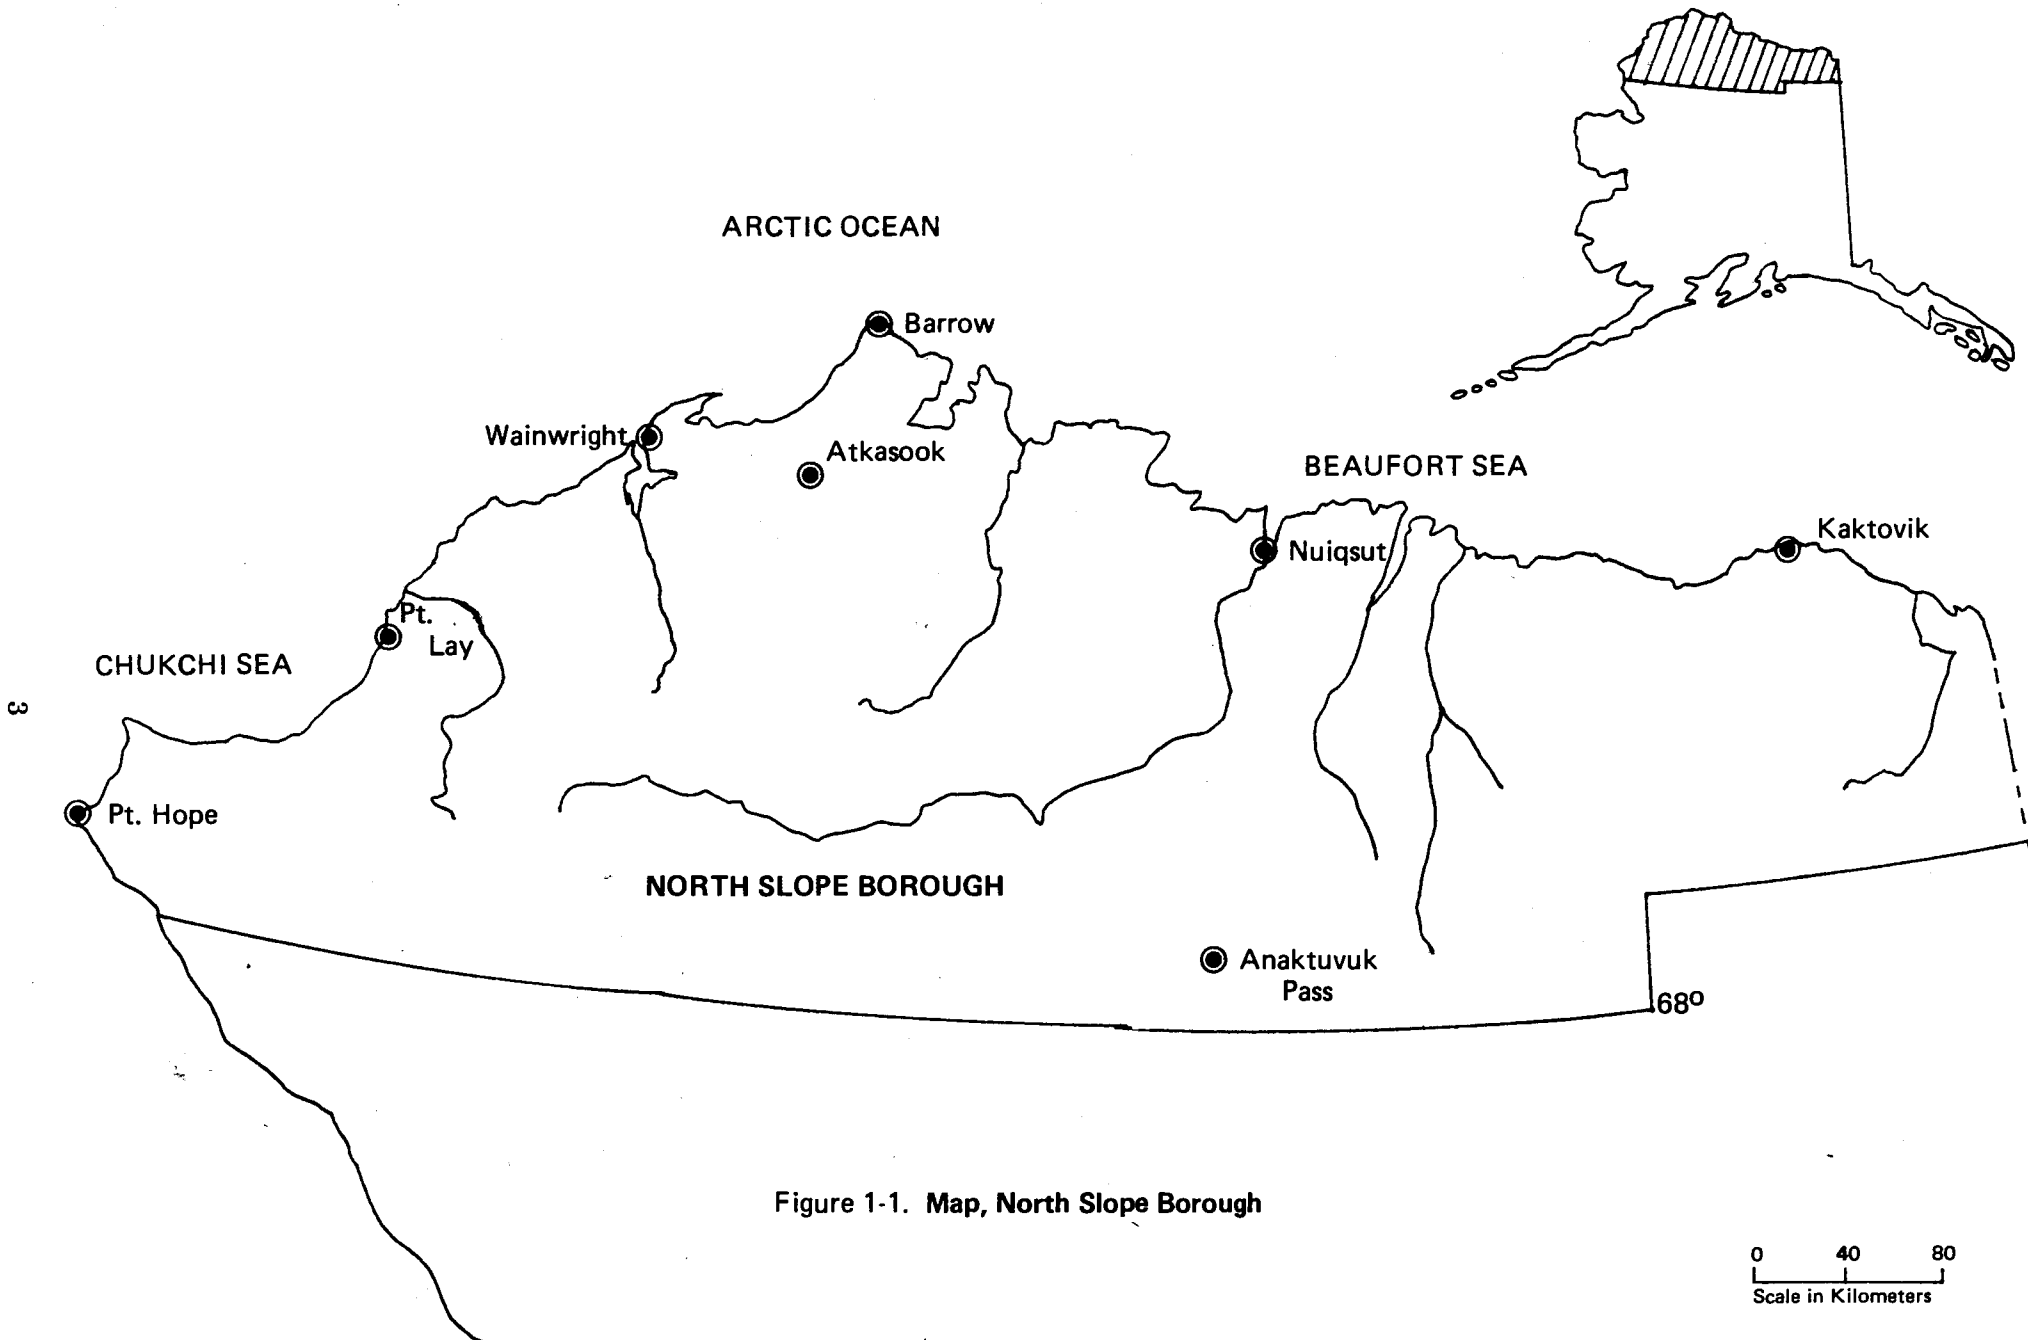 ARCTIC OCEAN
Barrow
Wainwright
Atkasook
BEAUFORT SEA
Kaktovik
Nuiqsut
Pt.
Lay
CHUKCHI SEA
3
Pt. Hope
NORTH SLOPE BOROUGH
Anaktuvuk
Pass
68º
Figure 1-1. Map, North Slope Borough
0 40 80
Scale in Kilometers